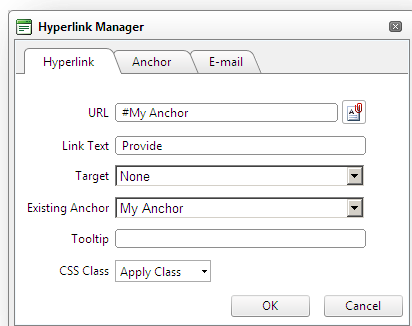 Hyperlink Manager
Hyperlink Anchor E-mail
URL #My Anchor
Link Text Provide
Target None
Existing Anchor My Anchor
Tooltip
CSS Class Apply Class
OK Cancel